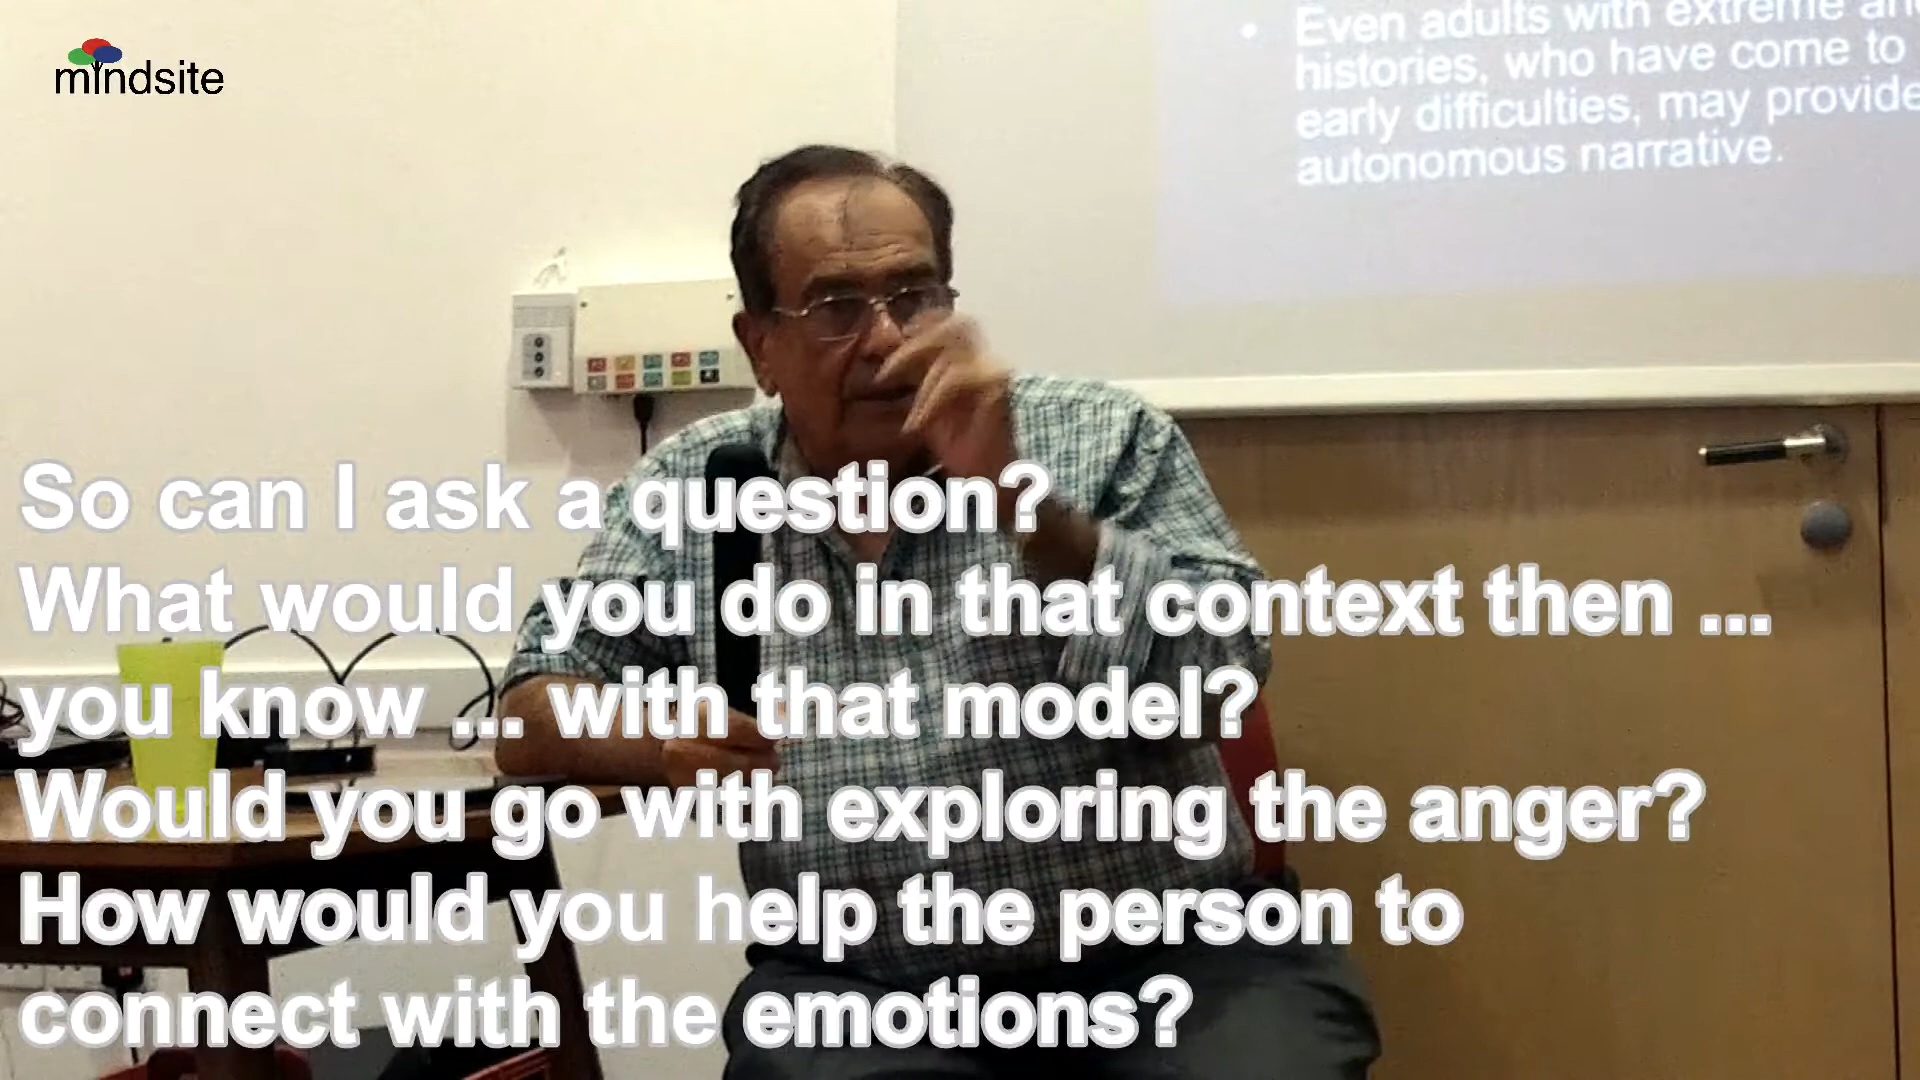 mindsite
• Even adults with extreme
histories, who have come to
early difficulties, may provide
autonomous narrative.
So can I ask a question?
What would you do in that context then ...
you know ... with that model?
Would you go with exploring the anger?
How would you help the person to
connect with the emotions?